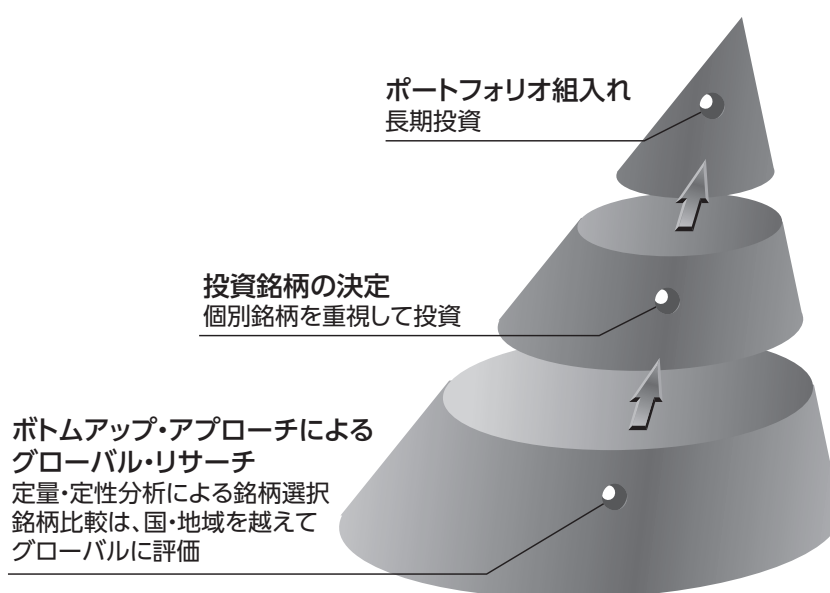 ポートフォリオ組入れ
長期投資
投資銘柄の決定
個別銘柄を重視して投資
ボトムアップ・アプローチによる
グローバル・リサーチ
定量・定性分析による銘柄選択
銘柄比較は、国・地域を越えて
グローバルに評価